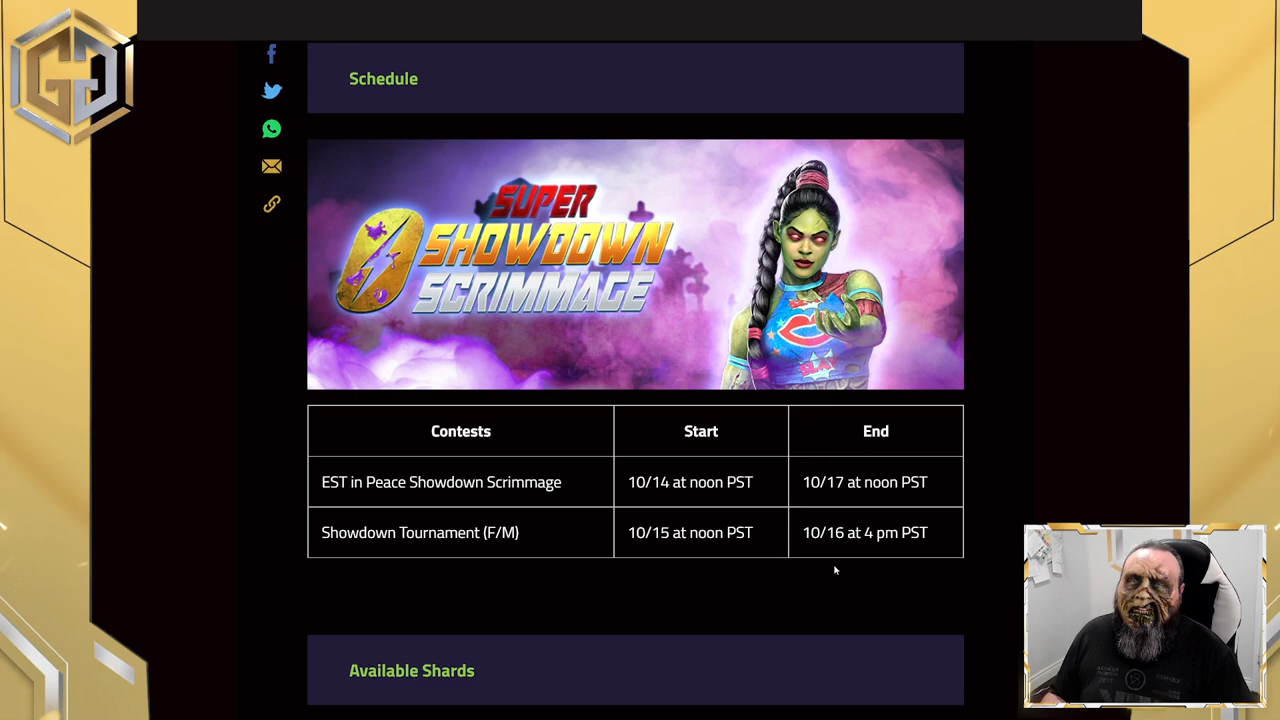 Schedule
SUPER
SHOWDOWN
SCRIMMAGE
SLAY
Contests Start End
EST in Peace Showdown Scrimmage 10/14 at noon PST 10/17 at noon PST
Showdown Tournament (F/M) 10/15 at noon PST 10/16 at 4 pm PST
Available Shards